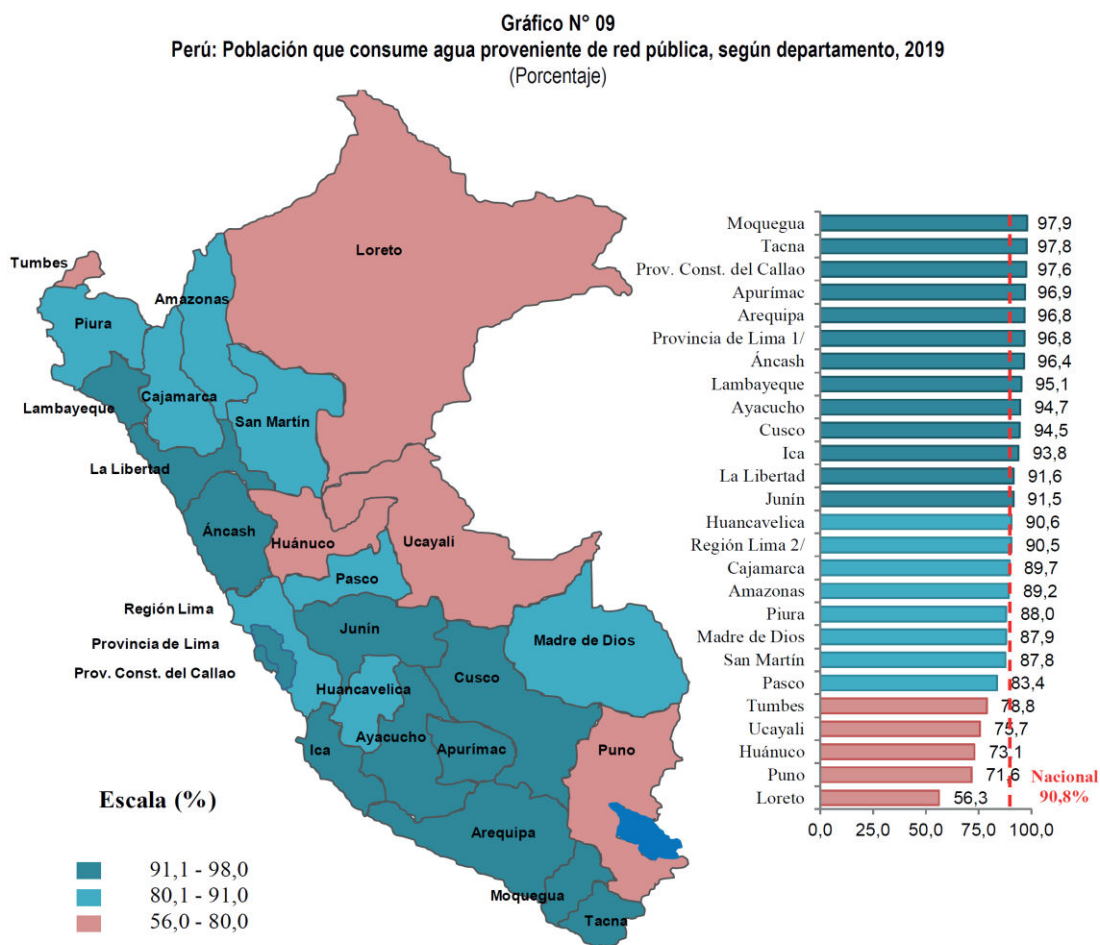 Gráfico N° 09
Perú: Población que consume agua proveniente de red pública, según departamento, 2019
(Porcentaje)
Loreto
Tumbes
Amazonas
Piura
Cajamarca
Lambayeque
San Martín
La Libertad
Áncash
Huánuco
Ucayali
Pasco
Región Lima
Junín
Provincia de Lima
Madre de Dios
Prov. Const. del Callao
Cusco
Huancavelica
Ica
Ayacucho
Apurímac
Puno
Arequipa
Moquegua
Tacna
Escala (%)
91,1 - 98,0
80,1 - 91,0
56,0 - 80,0
Moquegua 97,9
Tacna 97,8
Prov. Const. del Callao 97,6
Apurímac 96,9
Arequipa 96,8
Provincia de Lima 1/ 96,8
Áncash 96,4
Lambayeque 95,1
Ayacucho 94,7
Cusco 94,5
Ica 93,8
La Libertad 91,6
Junín 91,5
Huancavelica 90,6
Región Lima 2/ 90,5
Cajamarca 89,7
Amazonas 89,2
Piura 88,0
Madre de Dios 87,9
San Martín 87,8
Pasco 83,4
Tumbes 78,8
Ucayali 75,7
Huánuco 73,1
Puno 71,6
Loreto 56,3
Nacional
90,8%
0,0 25,0 50,0 75,0 100,0